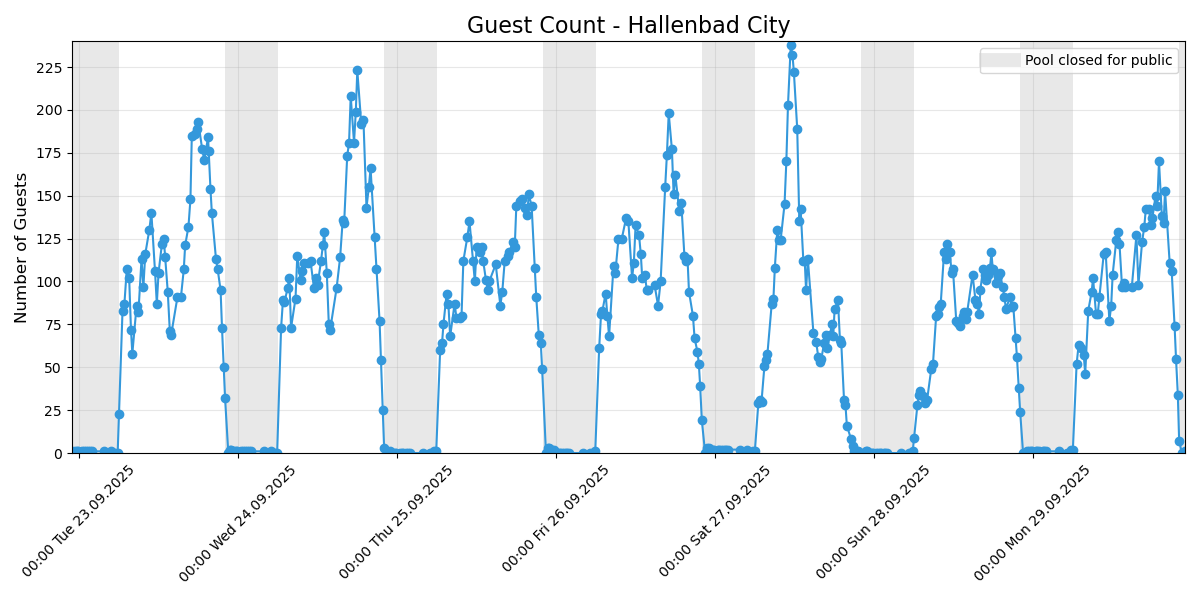 Guest Count - Hallenbad City
Pool closed for public
Number of Guests
225
200
175
150
125
100
75
50
25
0
00:00 Tue 23.09.2025
00:00 Wed 24.09.2025
00:00 Thu 25.09.2025
00:00 Fri 26.09.2025
00:00 Sat 27.09.2025
00:00 Sun 28.09.2025
00:00 Mon 29.09.2025